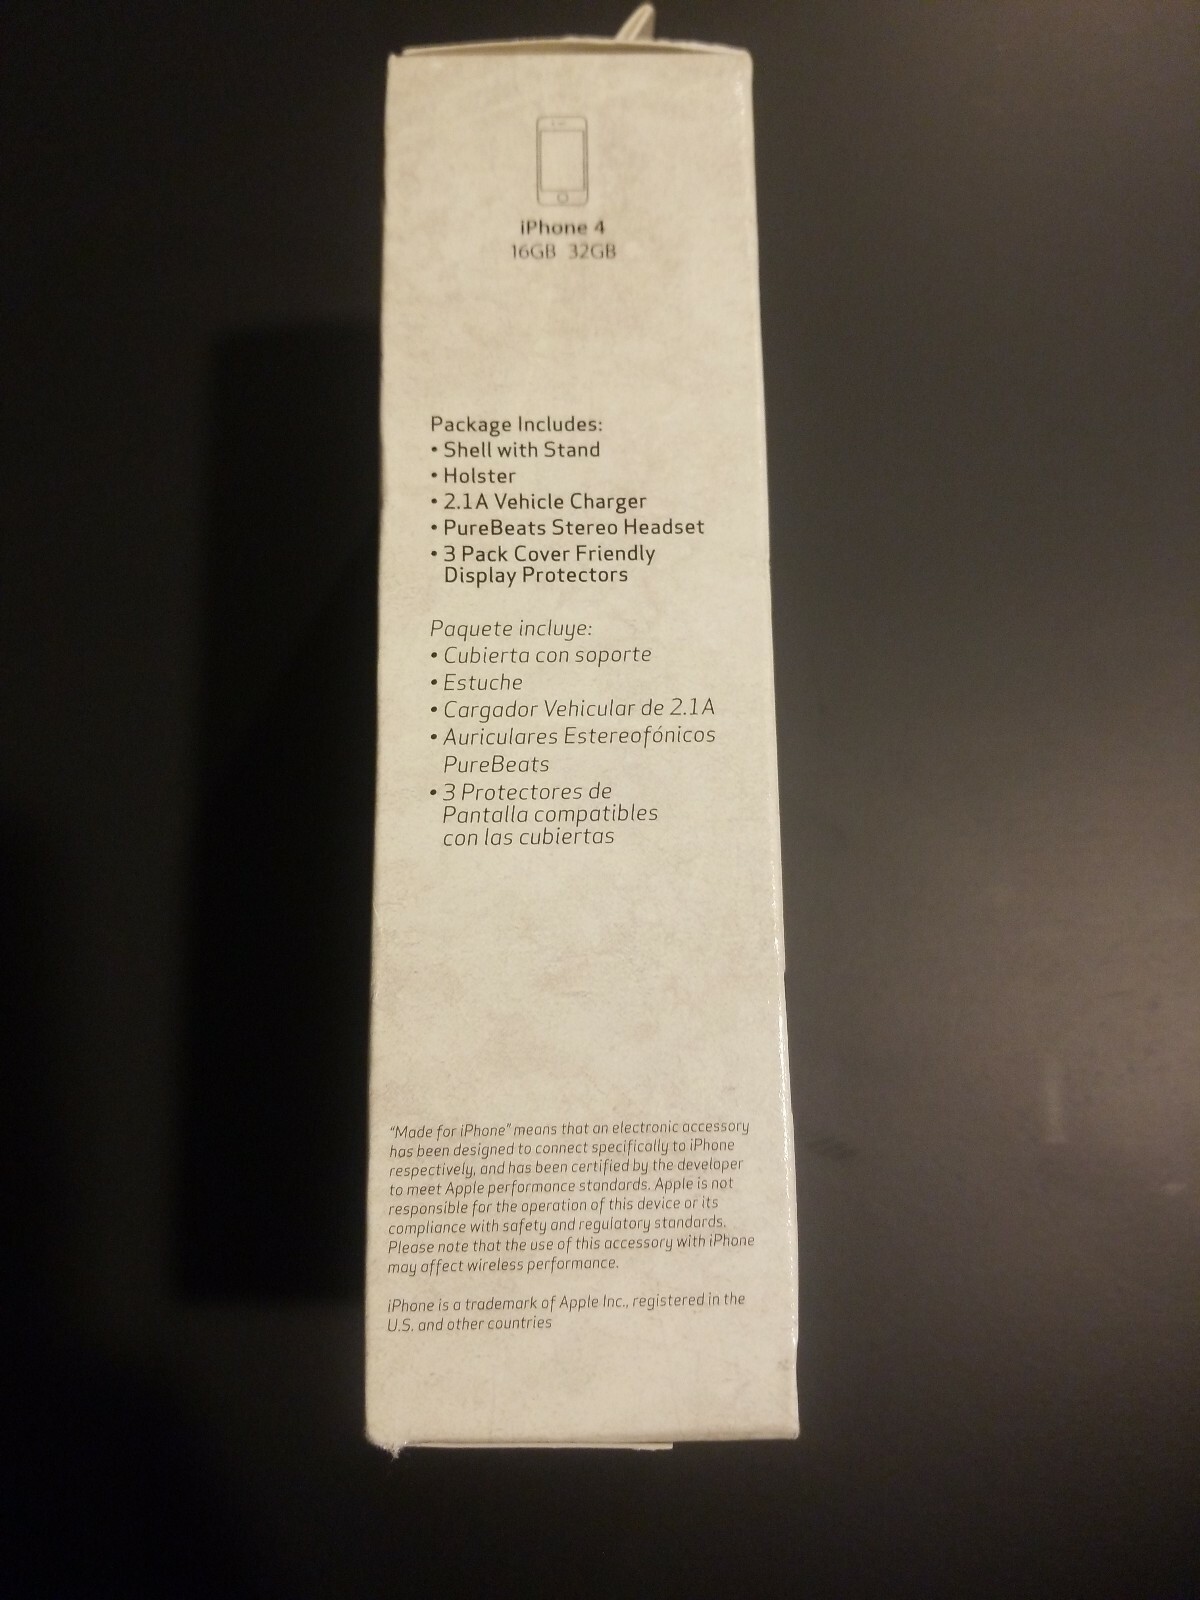 iPhone 4
16GB 32GB
Package Includes:
• Shell with Stand
• Holster
• 2.1A Vehicle Charger
• PureBeats Stereo Headset
• 3 Pack Cover Friendly
Display Protectors
Paquete incluye:
• Cubierta con soporte
• Estuche
• Cargador Vehicular de 2.1A
• Auriculares Estereofónicos
PureBeats
• 3 Protectores de
Pantalla compatibles
con las cubiertas
"Made for iPhone" means that an electronic accessory
has been designed to connect specifically to iPhone
respectively, and has been certified by the developer
to meet Apple performance standards. Apple is not
responsible for the operation of this device or its
compliance with safety and regulatory standards.
Please note that the use of this accessory with iPhone
may affect wireless performance.
iPhone is a trademark of Apple Inc., registered in the
U.S. and other countries